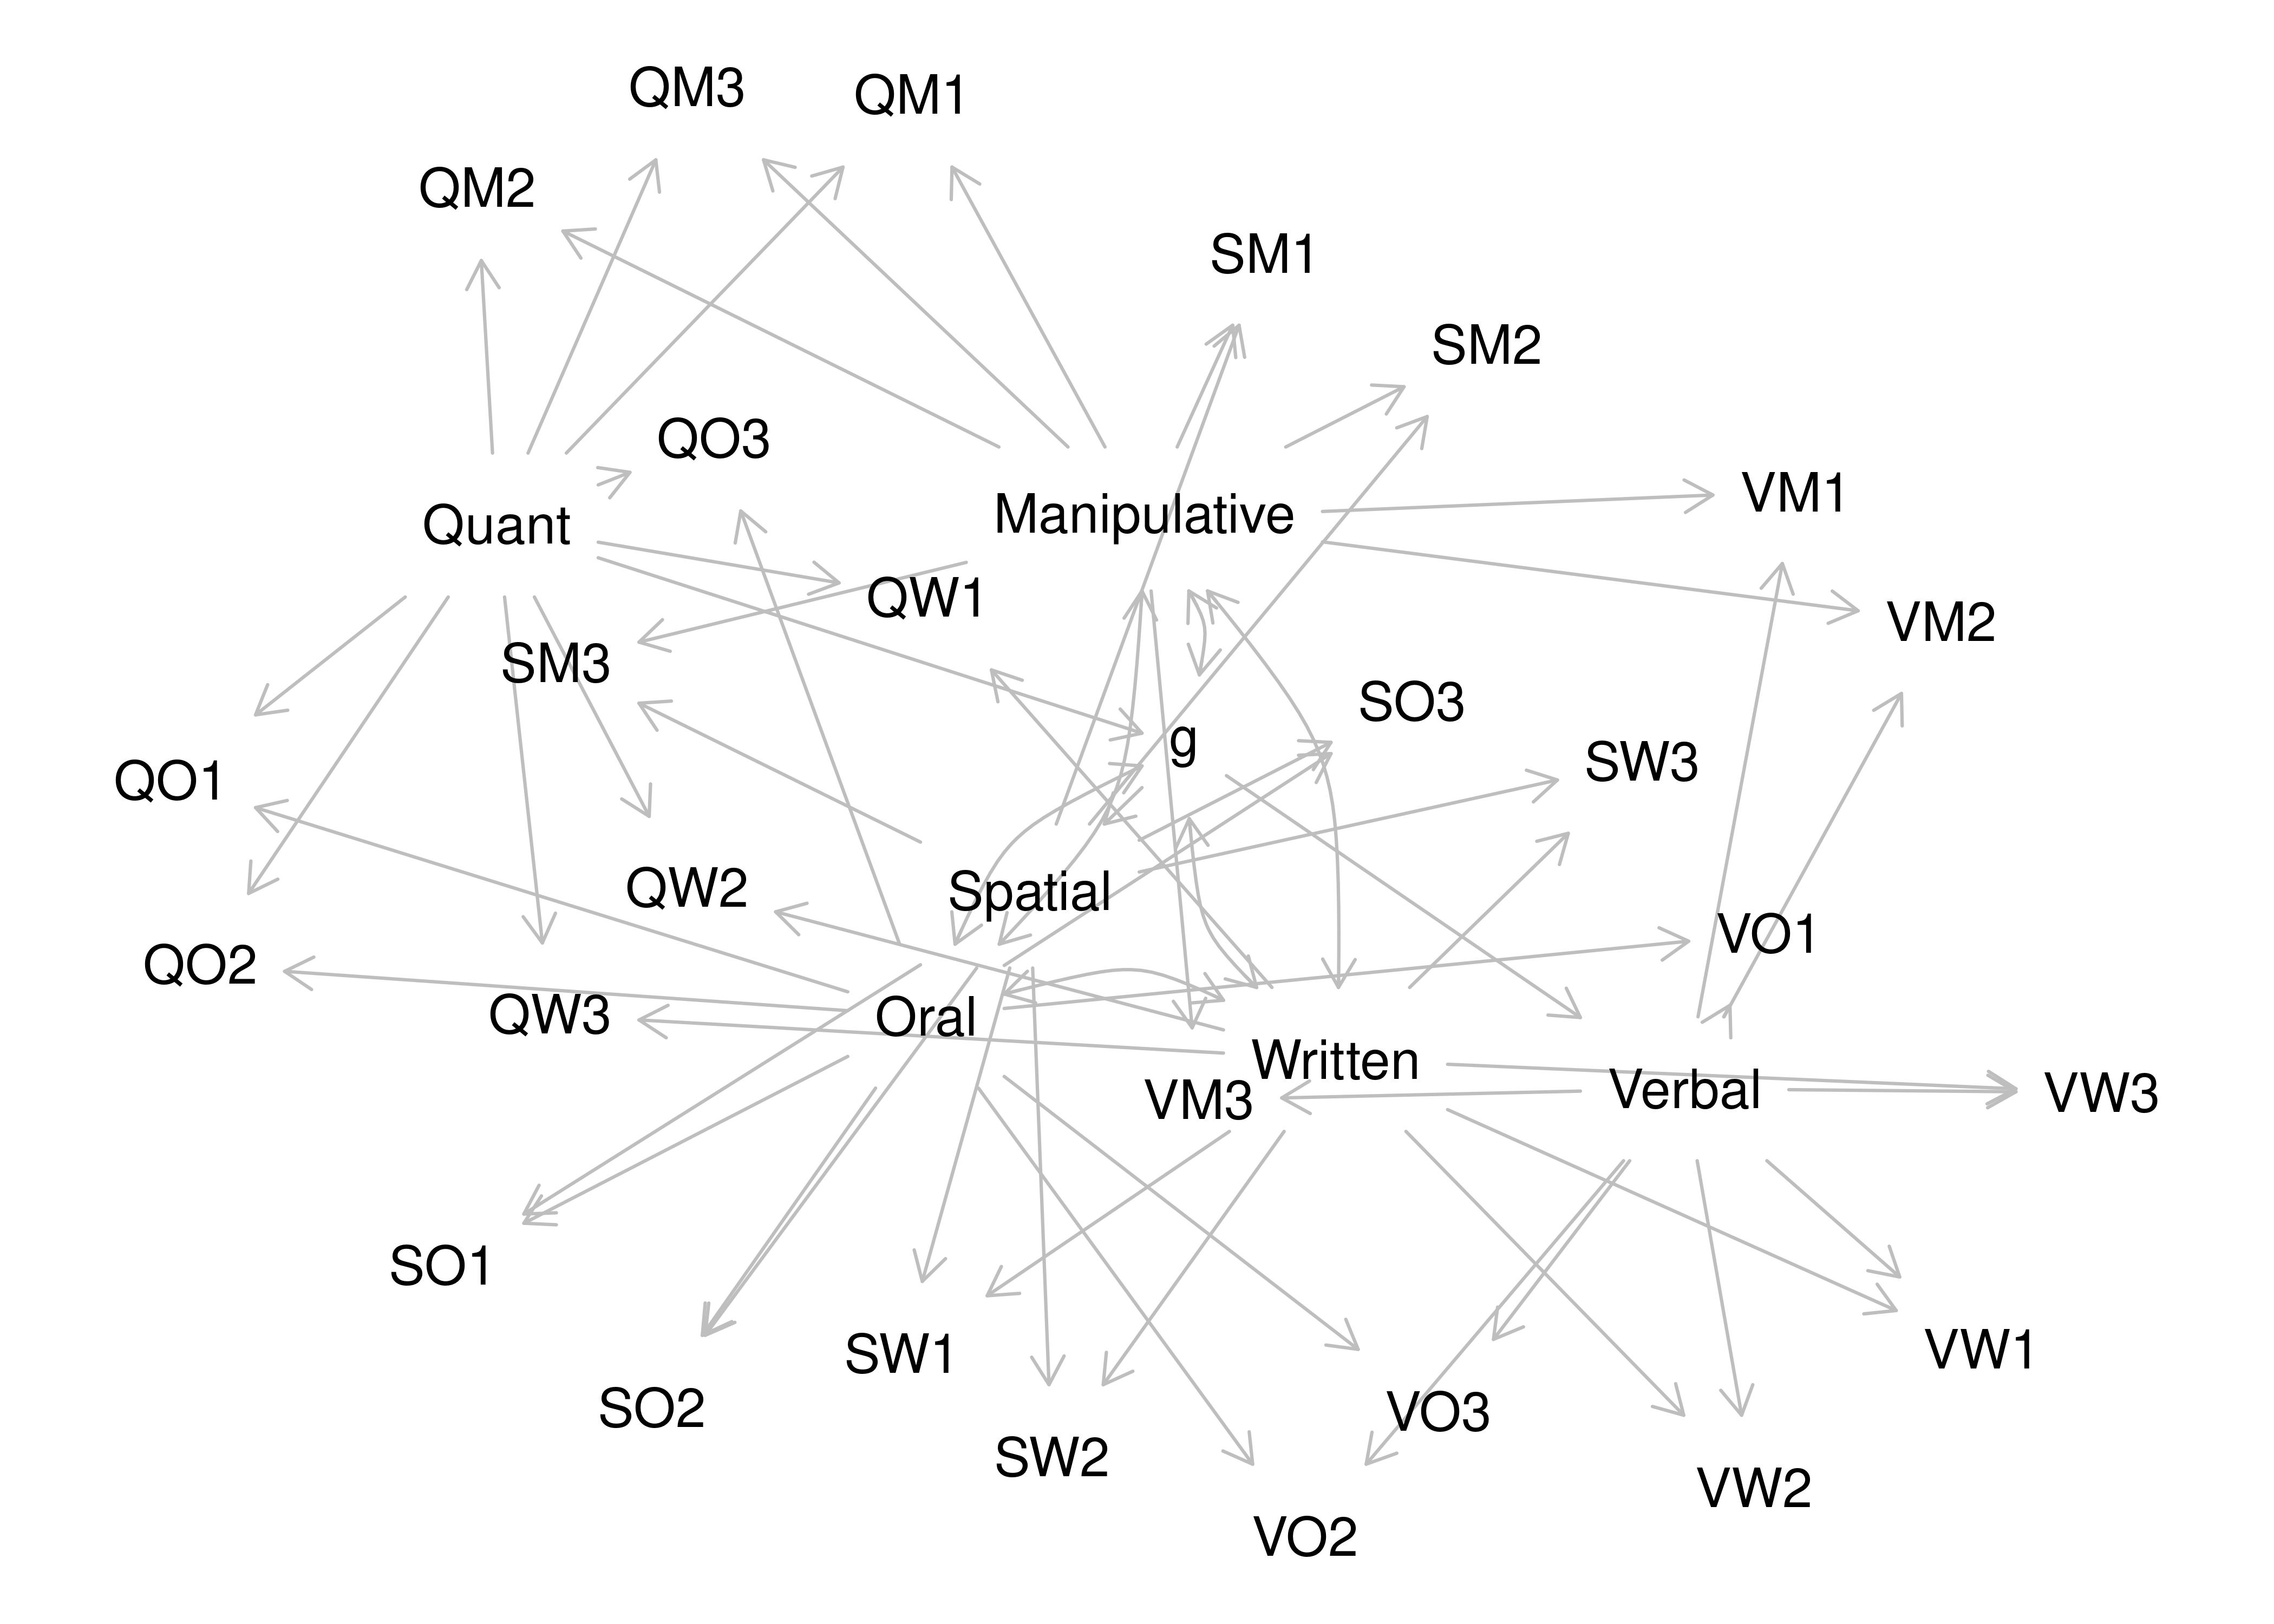 QM3
QM1
QM2
SM1
SM2
QO3
VM1
Quant
Manipulative
QW1
VM2
SM3
SO3
g
SW3
QO1
QW2
Spatial
VO1
QO2
QW3
Oral
Written
VM3
Verbal
VW3
SO1
SW1
VW1
SO2
VO3
SW2
VW2
VO2